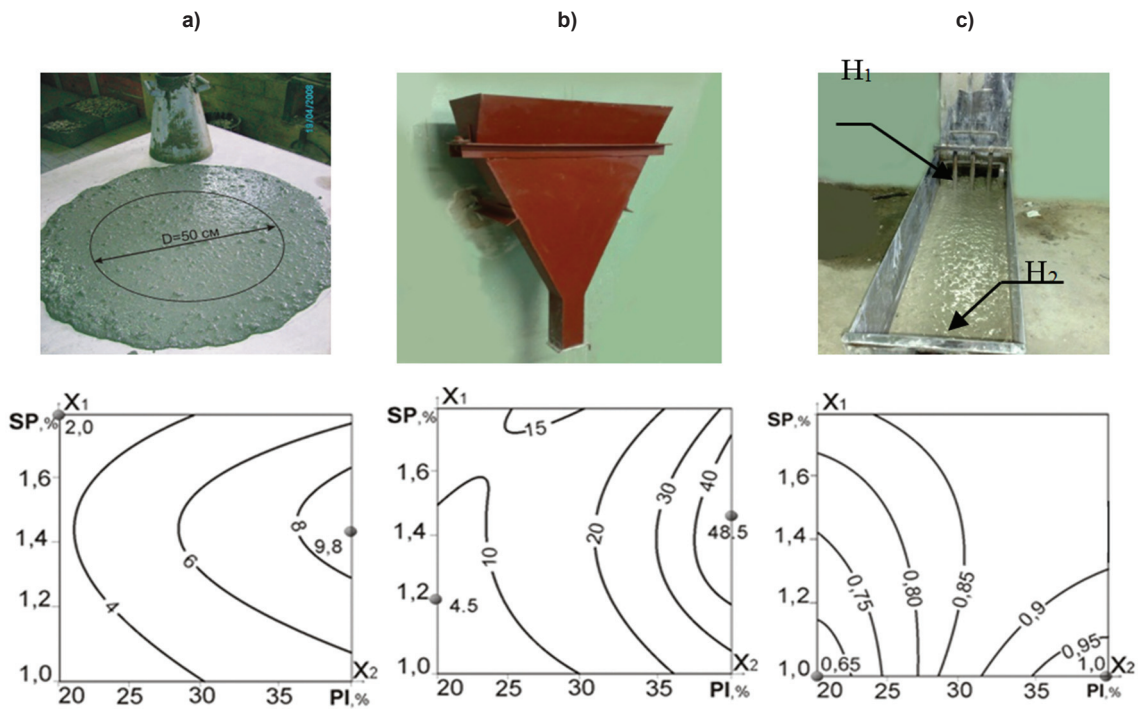 a) b) c)
19/04/2008
D=50 см
H₁
H₂
X₁
SP,%
2,0
1,6
1,4
1,2
1,0
4
6
8
9,8
X₂
20 25 30 35 PI,%
X₁
SP,%
1,6
1,4
1,2
1,0
15
10
20
30
40
48.5
4.5
X₂
20 25 30 35 PI,%
X₁
SP,%
1,6
1,4
1,2
1,0
0,65
0,75
0,80
0,85
0,9
0,95
1,0
X₂
20 25 30 35 PI,%